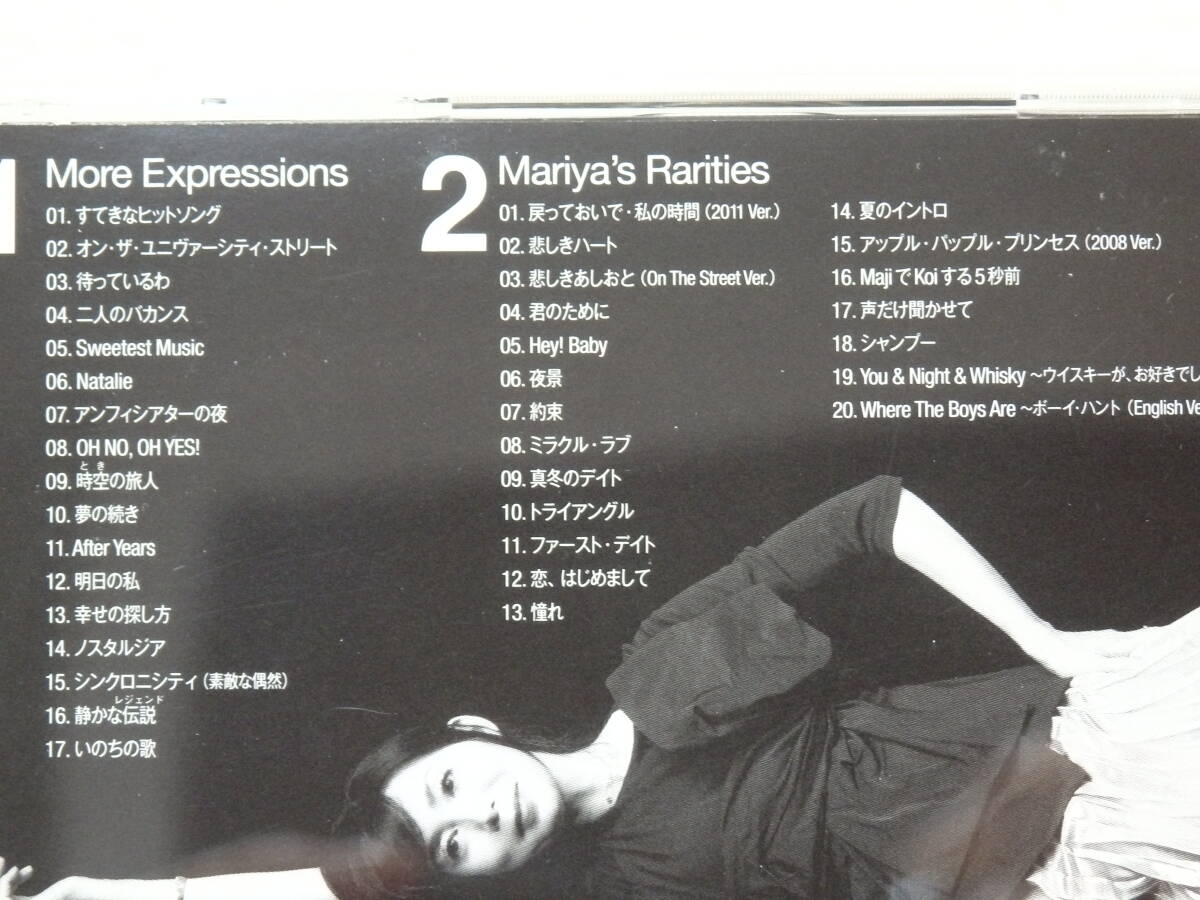 1 More Expressions
01. すてきなヒットソング
02. オン・ザ・ユニヴァーシティ・ストリート
03. 待っているわ
04. 二人のバカンス
05. Sweetest Music
06. Natalie
07. アンフィシアターの夜
08. OH NO, OH YES!
とき
09. 時空の旅人
10. 夢の続き
11. After Years
12. 明日の私
13. 幸せの探し方
14. ノスタルジア
15. シンクロニシティ (素敵な偶然)
レジェンド
16. 静かな伝説
17. いのちの歌
2 Mariya's Rarities
01. 戻っておいで・私の時間 (2011 Ver.)
02. 悲しきハート
03. 悲しきあしおと (On The Street Ver.)
04. 君のために
05. Hey! Baby
06. 夜景
07. 約束
08. ミラクル・ラブ
09. 真冬のデイト
10. トライアングル
11. ファースト・デイト
12. 恋、はじめまして
13. 憧れ
14. 夏のイントロ
15. アップル・パップル・プリンセス (2008 Ver.)
16. MajiでKoiする5秒前
17. 声だけ聞かせて
18. シャンプー
19. You & Night & Whisky ～ウイスキーが、お好きでし
20. Where The Boys Are ～ボーイ・ハント (English Ve